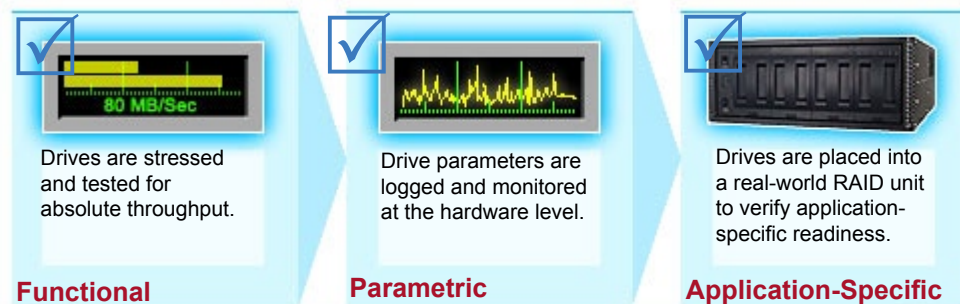 80 MB/Sec
Drives are stressed
and tested for
absolute throughput.
Functional
Drive parameters are
logged and monitored
at the hardware level.
Parametric
Drives are placed into
a real-world RAID unit
to verify application-
specific readiness.
Application-Specific